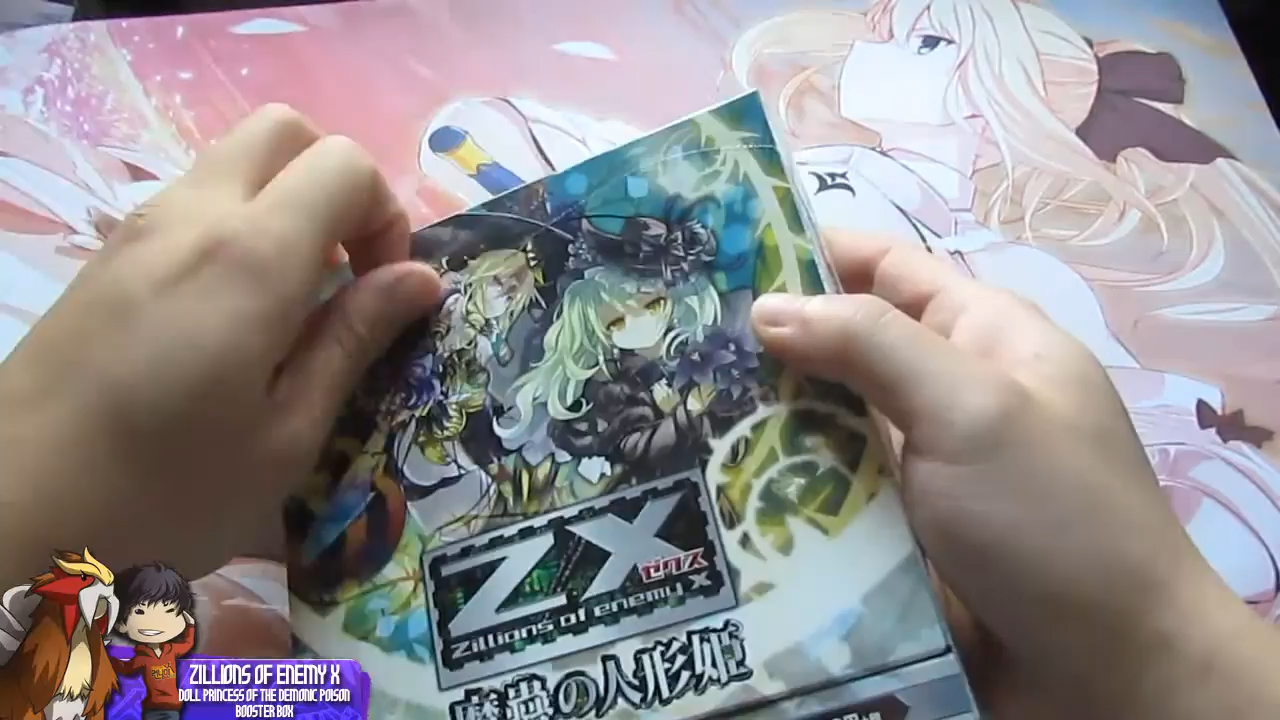 Z/X
ゼクス
Zillions of enemy X
魔蟲の人形姫
ZILLIONS OF ENEMY X
DOLL PRINCESS OF THE DEMONIC POISON
BOOSTER BOX